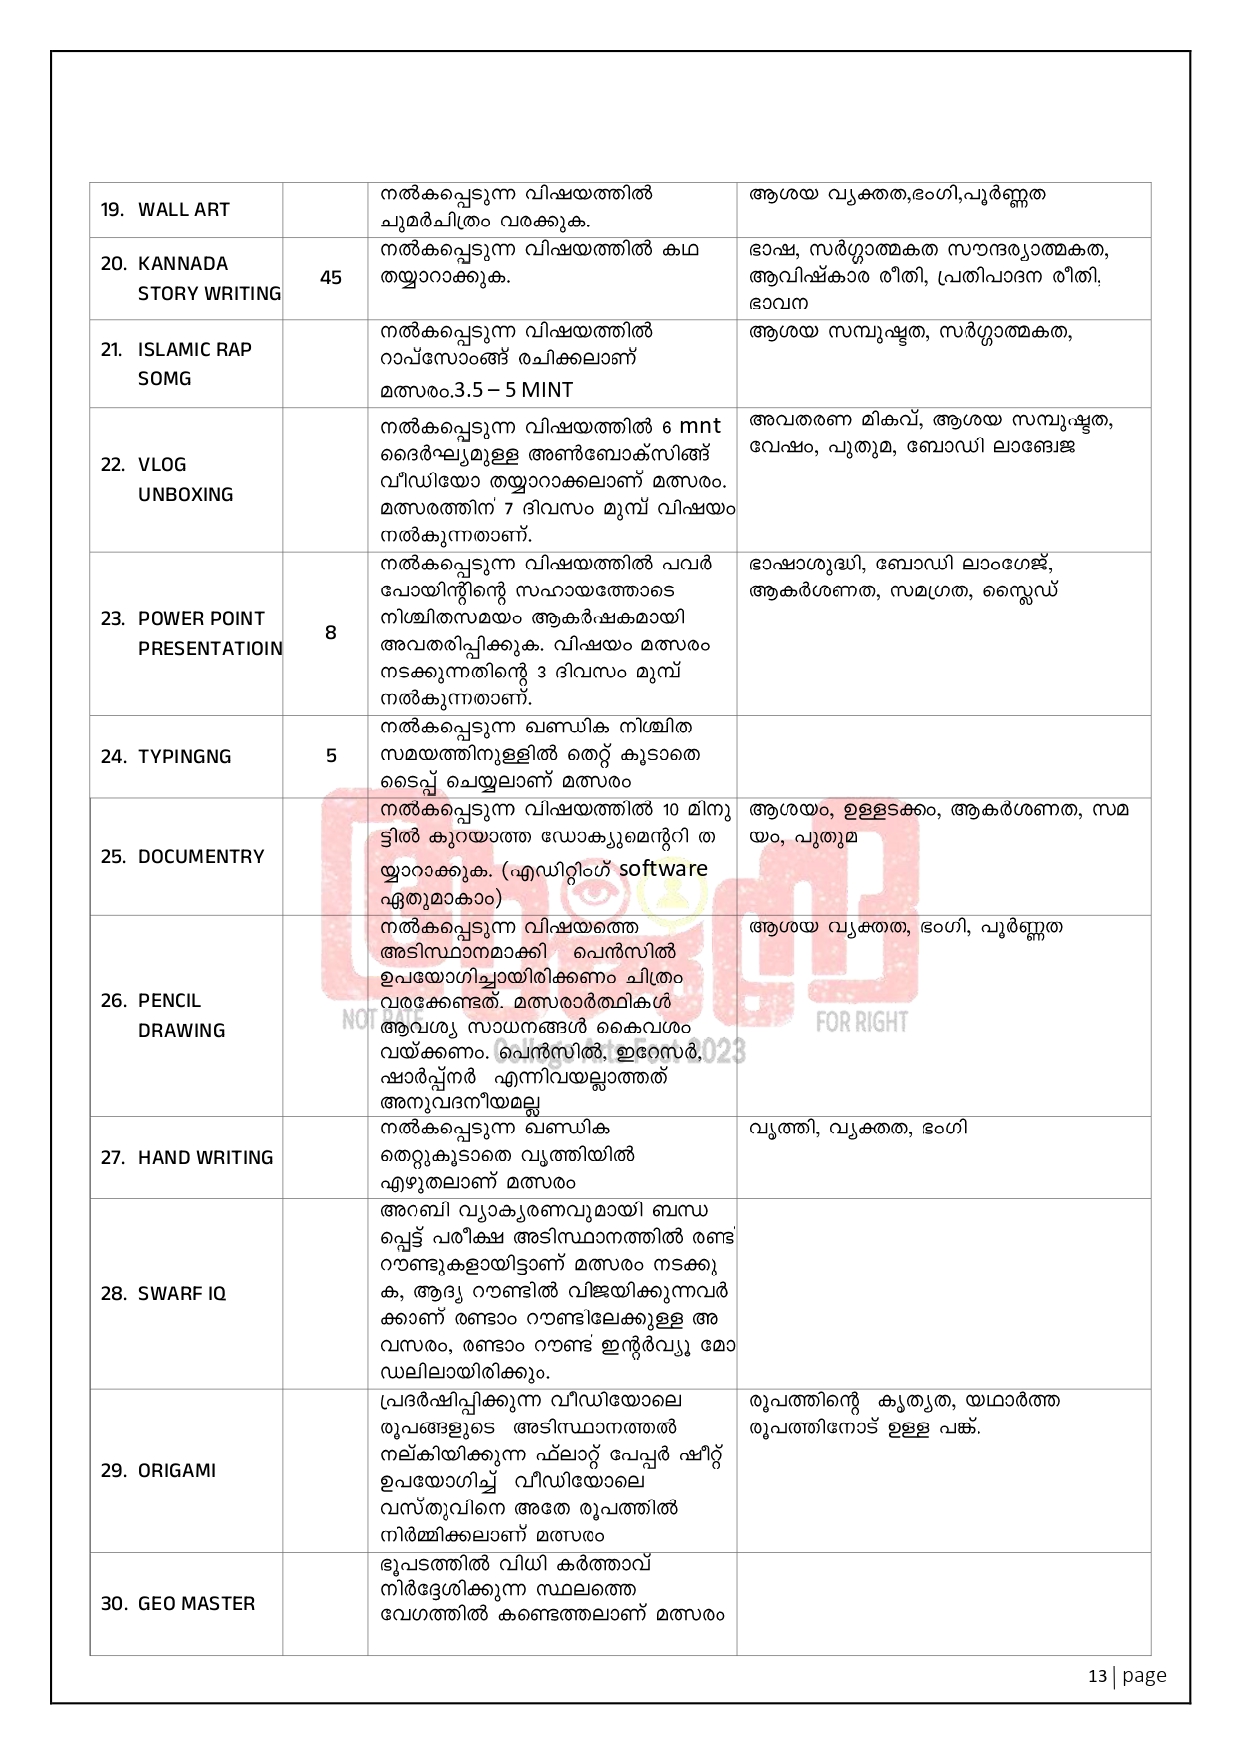 19. WALL ART
നൽകപ്പെടുന്ന വിഷയത്തിൽ
ചുമർചിത്രം വരക്കുക.
ആശയ വ്യക്തത,ഭംഗി,പൂർണ്ണത
20. KANNADA
STORY WRITING
45
നൽകപ്പെടുന്ന വിഷയത്തിൽ കഥ
തയ്യാറാക്കുക.
ഭാഷ, സർഗ്ഗാത്മകത സൗന്ദര്യാത്മകത,
ആവിഷ്കാര രീതി, പ്രതിപാദന രീതി,
ഭാവന
21. ISLAMIC RAP
SOMG
നൽകപ്പെടുന്ന വിഷയത്തിൽ
റാപ്സോംങ്ങ് രചിക്കലാണ്
മത്സരം.3.5 – 5 MINT
ആശയ സമ്പുഷ്ടത, സർഗ്ഗാത്മകത,
22. VLOG
UNBOXING
നൽകപ്പെടുന്ന വിഷയത്തിൽ 6 mnt
ദൈർഘ്യമുള്ള അൺബോക്സിങ്ങ്
വീഡിയോ തയ്യാറാക്കലാണ് മത്സരം.
മത്സരത്തിന് 7 ദിവസം മുമ്പ് വിഷയം
നൽകുന്നതാണ്.
അവതരണ മികവ്, ആശയ സമ്പുഷ്ടത,
വേഷം, പുതുമ, ബോഡി ലാങ്വേജ
23. POWER POINT
PRESENTATIOIN
8
നൽകപ്പെടുന്ന വിഷയത്തിൽ പവർ
പോയിന്റിന്റെ സഹായത്തോടെ
നിശ്ചിതസമയം ആകർഷകമായി
അവതരിപ്പിക്കുക. വിഷയം മത്സരം
നടക്കുന്നതിന്റെ 3 ദിവസം മുമ്പ്
നൽകുന്നതാണ്.
ഭാഷാശുദ്ധി, ബോഡി ലാംഗേജ്,
ആകർശണത, സമഗ്രത, സ്ലൈഡ്
24. TYPINGNG
5
നൽകപ്പെടുന്ന ഖണ്ഡിക നിശ്ചിത
സമയത്തിനുള്ളിൽ തെറ്റ് കൂടാതെ
ടൈപ്പ് ചെയ്യലാണ് മത്സരം
25. DOCUMENTRY
നൽകപ്പെടുന്ന വിഷയത്തിൽ 10 മിനു
ട്ടിൽ കുറയാത്ത ഡോക്യുമെന്ററി ത
യ്യാറാക്കുക. (എഡിറ്റിംഗ് software
ഏതുമാകാം)
ആശയം, ഉള്ളടക്കം, ആകർശണത, സമ
യം, പുതുമ
26. PENCIL
DRAWING
നൽകപ്പെടുന്ന വിഷയത്തെ
അടിസ്ഥാനമാക്കി പെൻസിൽ
ഉപയോഗിച്ചായിരിക്കണം ചിത്രം
വരക്കേണ്ടത്. മത്സരാർത്ഥികൾ
ആവശ്യ സാധനങ്ങൾ കൈവശം
വയ്ക്കണം. പെൻസിൽ, ഇറേസർ,
ഷാർപ്പ്നർ എന്നിവയല്ലാത്തത്
അനുവദനീയമല്ല
ആശയ വ്യക്തത, ഭംഗി, പൂർണ്ണത
NOT RATE
FOR RIGHT
College Arts Fest 2023
27. HAND WRITING
നൽകപ്പെടുന്ന ഖണ്ഡിക
തെറ്റുകൂടാതെ വൃത്തിയിൽ
എഴുതലാണ് മത്സരം
വൃത്തി, വ്യക്തത, ഭംഗി
28. SWARF IQ
അറബി വ്യാക്യരണവുമായി ബന്ധ
പ്പെട്ട് പരീക്ഷ അടിസ്ഥാനത്തിൽ രണ്ട്
റൗണ്ടുകളായിട്ടാണ് മത്സരം നടക്കു
ക, ആദ്യ റൗണ്ടിൽ വിജയിക്കുന്നവർ
ക്കാണ് രണ്ടാം റൗണ്ടിലേക്കുള്ള അ
വസരം, രണ്ടാം റൗണ്ട് ഇന്റർവ്യൂ മോ
ഡലിലായിരിക്കും.
29. ORIGAMI
പ്രദർഷിപ്പിക്കുന്ന വീഡിയോലെ
രൂപങ്ങളുടെ അടിസ്ഥാനത്തൽ
നല്കിയിക്കുന്ന ഫ്ലാറ്റ് പേപ്പർ ഷീറ്റ്
ഉപയോഗിച്ച് വീഡിയോലെ
വസ്തുവിനെ അതേ രൂപത്തിൽ
നിർമ്മിക്കലാണ് മത്സരം
രൂപത്തിന്റെ കൃത്യത, യഥാർത്ത
രൂപത്തിനോട് ഉള്ള പങ്ക്.
30. GEO MASTER
ഭൂപടത്തിൽ വിധി കർത്താവ്
നിർദ്ദേശിക്കുന്ന സ്ഥലത്തെ
വേഗത്തിൽ കണ്ടെത്തലാണ് മത്സരം
13 | page